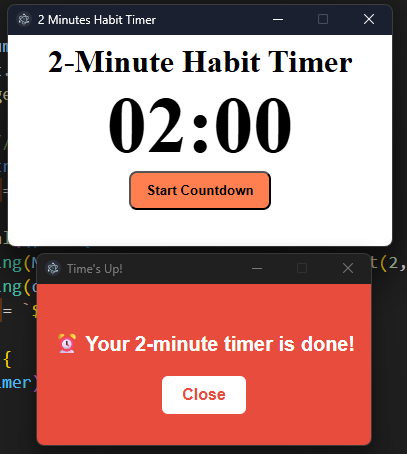 2 Minutes Habit Timer
2-Minute Habit Timer
02:00
Start Countdown
Time's Up!
⏰ Your 2-minute timer is done!
Close